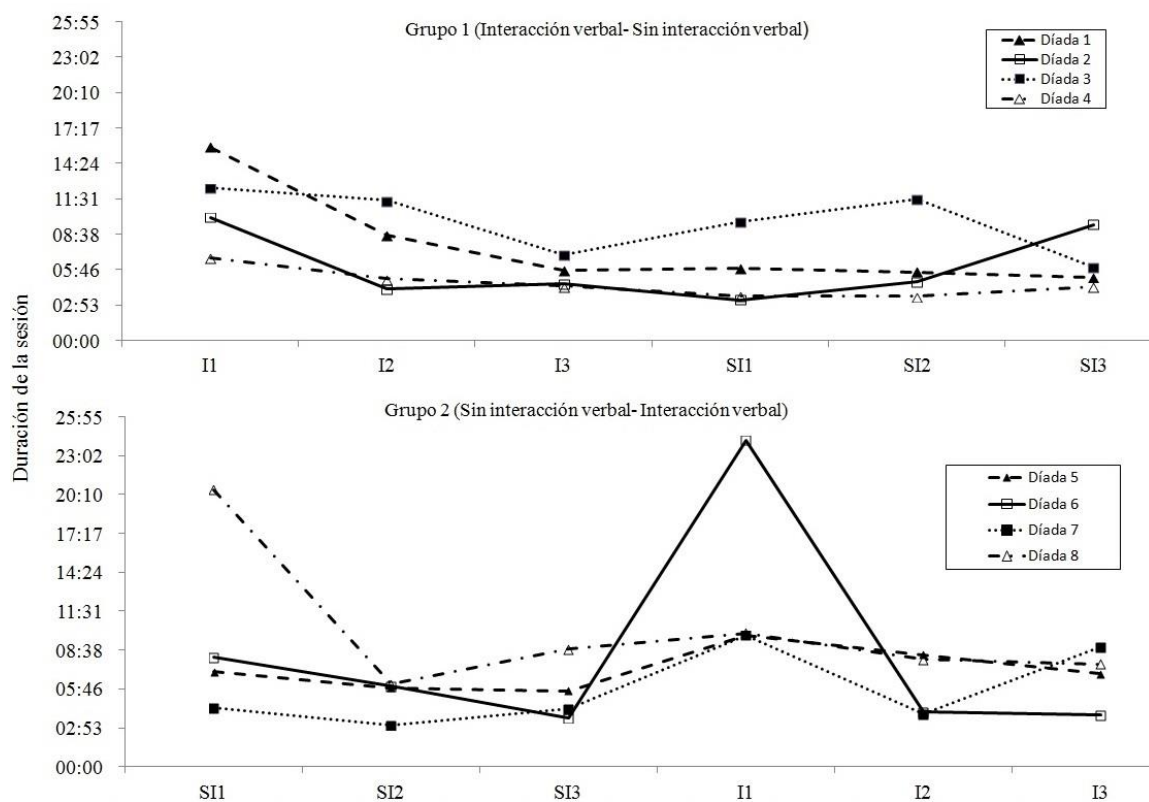 Duración de la sesión
Grupo 1 (Interacción verbal- Sin interacción verbal)
25:55
23:02
20:10
17:17
14:24
11:31
08:38
05:46
02:53
00:00
Díada 1
Díada 2
Díada 3
Díada 4
I1 I2 I3 SI1 SI2 SI3
Grupo 2 (Sin interacción verbal- Interacción verbal)
25:55
23:02
20:10
17:17
14:24
11:31
08:38
05:46
02:53
00:00
Díada 5
Díada 6
Díada 7
Díada 8
SI1 SI2 SI3 I1 I2 I3